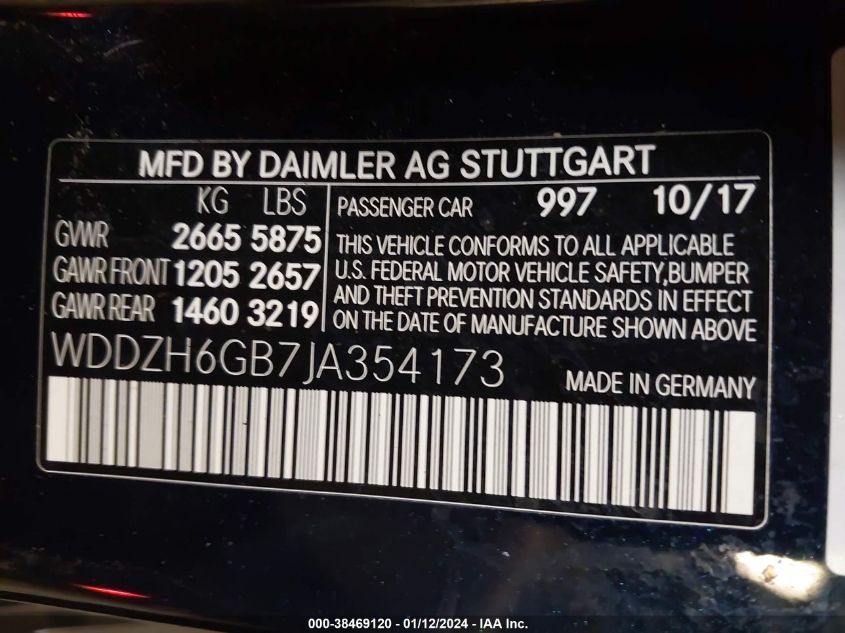 MFD BY DAIMLER AG STUTTGART
KG LBS
GVWR 2665 5875
GAWR FRONT 1205 2657
GAWR REAR 1460 3219
PASSENGER CAR 997 10/17
THIS VEHICLE CONFORMS TO ALL APPLICABLE
U.S. FEDERAL MOTOR VEHICLE SAFETY,BUMPER
AND THEFT PREVENTION STANDARDS IN EFFECT
ON THE DATE OF MANUFACTURE SHOWN ABOVE
WDDZH6GB7JA354173
MADE IN GERMANY
000-38469120 - 01/12/2024 - IAA Inc.